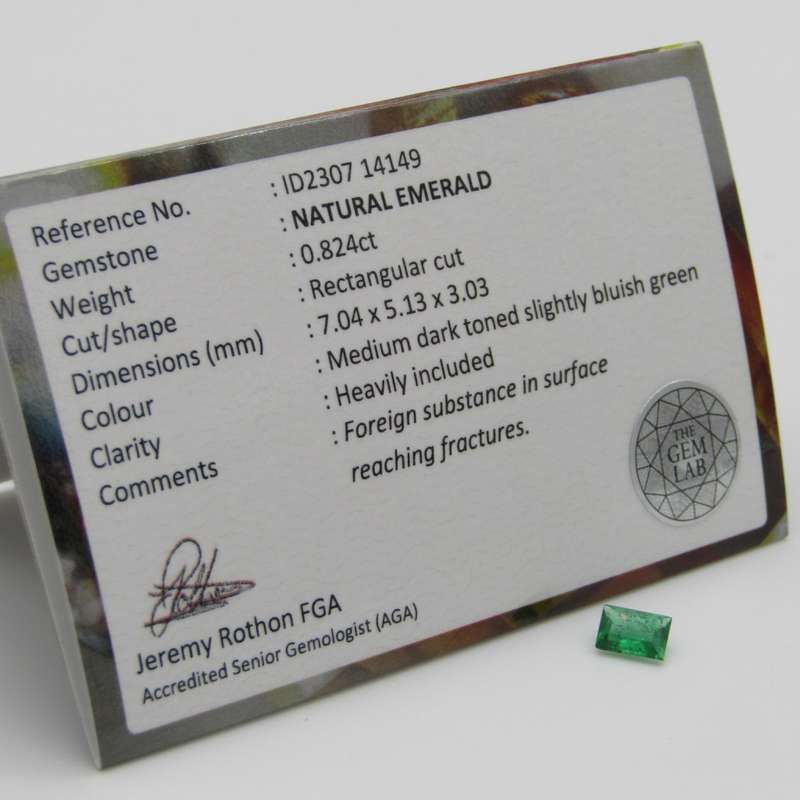 Reference No. : ID2307 14149
Gemstone : NATURAL EMERALD
Weight : 0.824ct
Cut/shape : Rectangular cut
Dimensions (mm) : 7.04 x 5.13 x 3.03
Colour : Medium dark toned slightly bluish green
Clarity : Heavily included
Comments : Foreign substance in surface
reaching fractures.
THE
GEM
LAB
Jeremy Rothon FGA
Accredited Senior Gemologist (AGA)